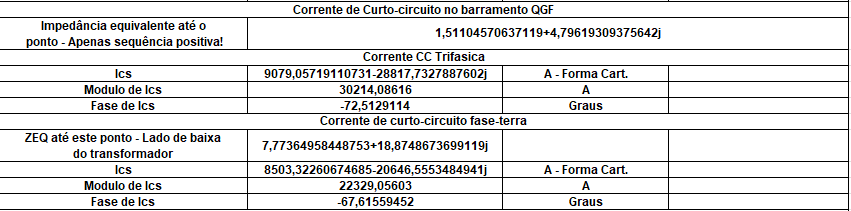 Corrente de Curto-circuito no barramento QGF
Impedância equivalente até o
ponto - Apenas sequência positiva!
1,51104570637119+4,79619309375642j
Corrente CC Trifasica
Ics 9079,05719110731-28817,7327887602j A - Forma Cart.
Modulo de Ics 30214,08616 A
Fase de Ics -72,5129114 Graus
Corrente de curto-circuito fase-terra
ZEQ até este ponto - Lado de baixa
do transformador
7,77364958448753+18,8748673699119j
Ics 8503,32260674685-20646,5553484941j A - Forma Cart.
Modulo de Ics 22329,05603 A
Fase de Ics -67,61559452 Graus